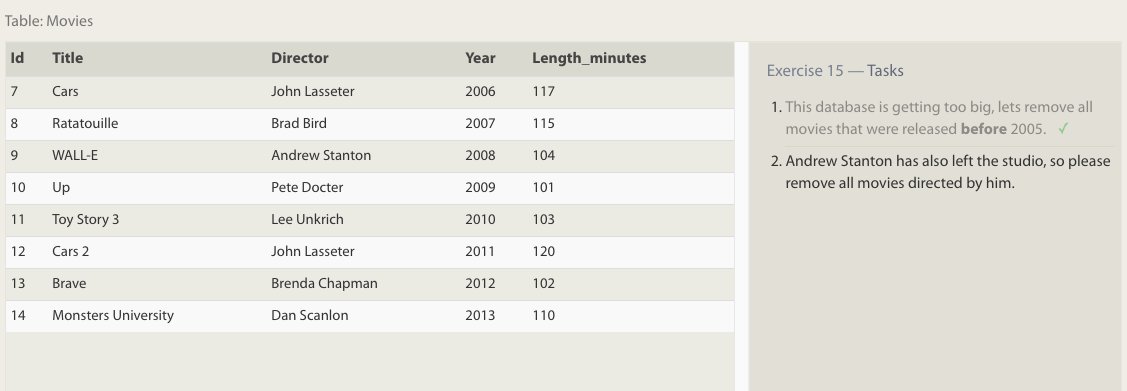 Table: Movies
Id Title Director Year Length_minutes
7 Cars John Lasseter 2006 117
8 Ratatouille Brad Bird 2007 115
9 WALL-E Andrew Stanton 2008 104
10 Up Pete Docter 2009 101
11 Toy Story 3 Lee Unkrich 2010 103
12 Cars 2 John Lasseter 2011 120
13 Brave Brenda Chapman 2012 102
14 Monsters University Dan Scanlon 2013 110
Exercise 15 — Tasks
1. This database is getting too big, lets remove all
movies that were released before 2005. ✓
2. Andrew Stanton has also left the studio, so please
remove all movies directed by him.